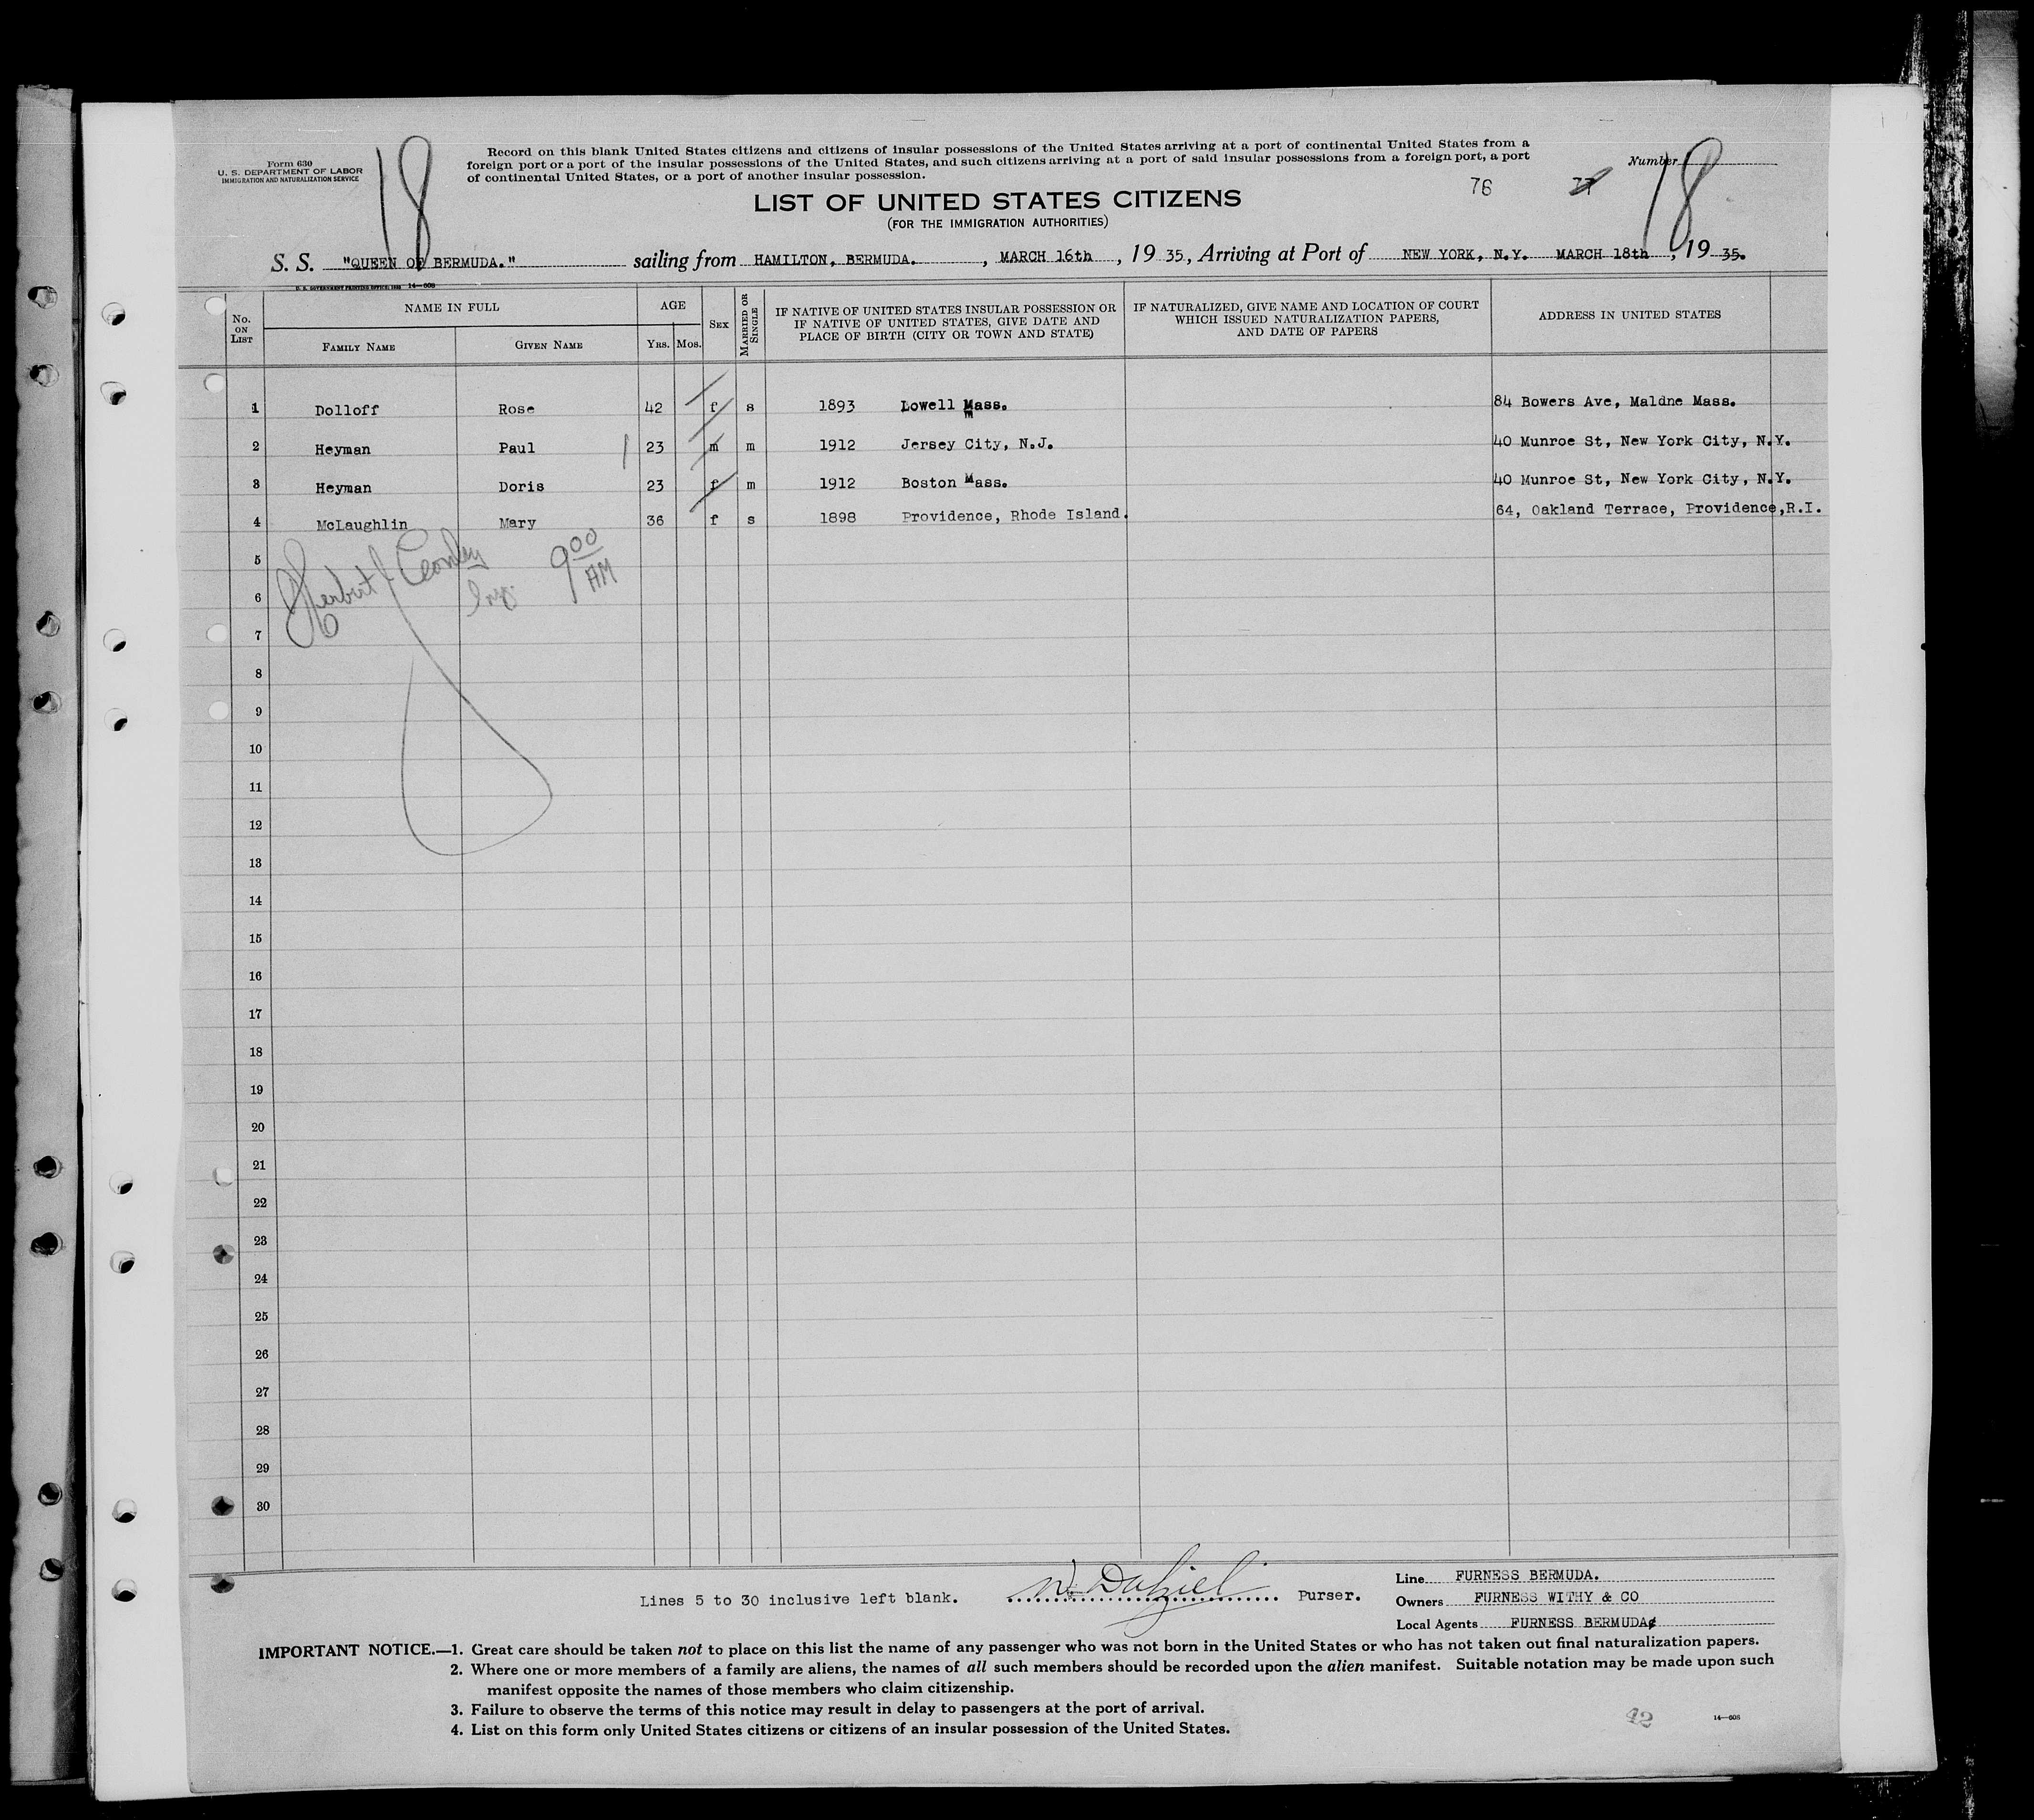 Form 630
U. S. DEPARTMENT OF LABOR
IMMIGRATION AND NATURALIZATION SERVICE
18
Record on this blank United States citizens and citizens of insular possessions of the United States arriving at a port of continental United States from a
foreign port or a port of the insular possessions of the United States, and such citizens arriving at a port of said insular possessions from a foreign port, a port
of continental United States, or a port of another insular possession.
Number 18
76 77
LIST OF UNITED STATES CITIZENS
(FOR THE IMMIGRATION AUTHORITIES)
S. S. "QUEEN OF BERMUDA." sailing from HAMILTON, BERMUDA. , MARCH 16th , 19 35, Arriving at Port of NEW YORK, N.Y. MARCH 18th , 19 35.
14—608
No. ON LIST
NAME IN FULL
FAMILY NAME GIVEN NAME
AGE
YRS. MOS.
SEX
MARRIED OR SINGLE
IF NATIVE OF UNITED STATES INSULAR POSSESSION OR
IF NATIVE OF UNITED STATES, GIVE DATE AND
PLACE OF BIRTH (CITY OR TOWN AND STATE)
IF NATURALIZED, GIVE NAME AND LOCATION OF COURT
WHICH ISSUED NATURALIZATION PAPERS,
AND DATE OF PAPERS
ADDRESS IN UNITED STATES
1 Dolloff Rose 42 f s 1893 Lowell Mass. 84 Bowers Ave, Maldne Mass.
2 Heyman Paul 23 m m 1912 Jersey City, N.J. 40 Munroe St, New York City, N.Y.
3 Heyman Doris 23 f m 1912 Boston Mass. 40 Munroe St, New York City, N.Y.
4 McLaughlin Mary 36 f s 1898 Providence, Rhode Island. 64, Oakland Terrace, Providence,R.I.
Herbert J
9 00 AM
5
6
7
8
9
10
11
12
13
14
15
16
17
18
19
20
21
22
23
24
25
26
27
28
29
30
Lines 5 to 30 inclusive left blank. W. Dalziel Purser.
Line FURNESS BERMUDA.
Owners FURNESS WITHY & CO
Local Agents FURNESS BERMUDA
IMPORTANT NOTICE.—1. Great care should be taken not to place on this list the name of any passenger who was not born in the United States or who has not taken out final naturalization papers.
2. Where one or more members of a family are aliens, the names of all such members should be recorded upon the alien manifest. Suitable notation may be made upon such
manifest opposite the names of those members who claim citizenship.
3. Failure to observe the terms of this notice may result in delay to passengers at the port of arrival.
4. List on this form only United States citizens or citizens of an insular possession of the United States.
42
14—608